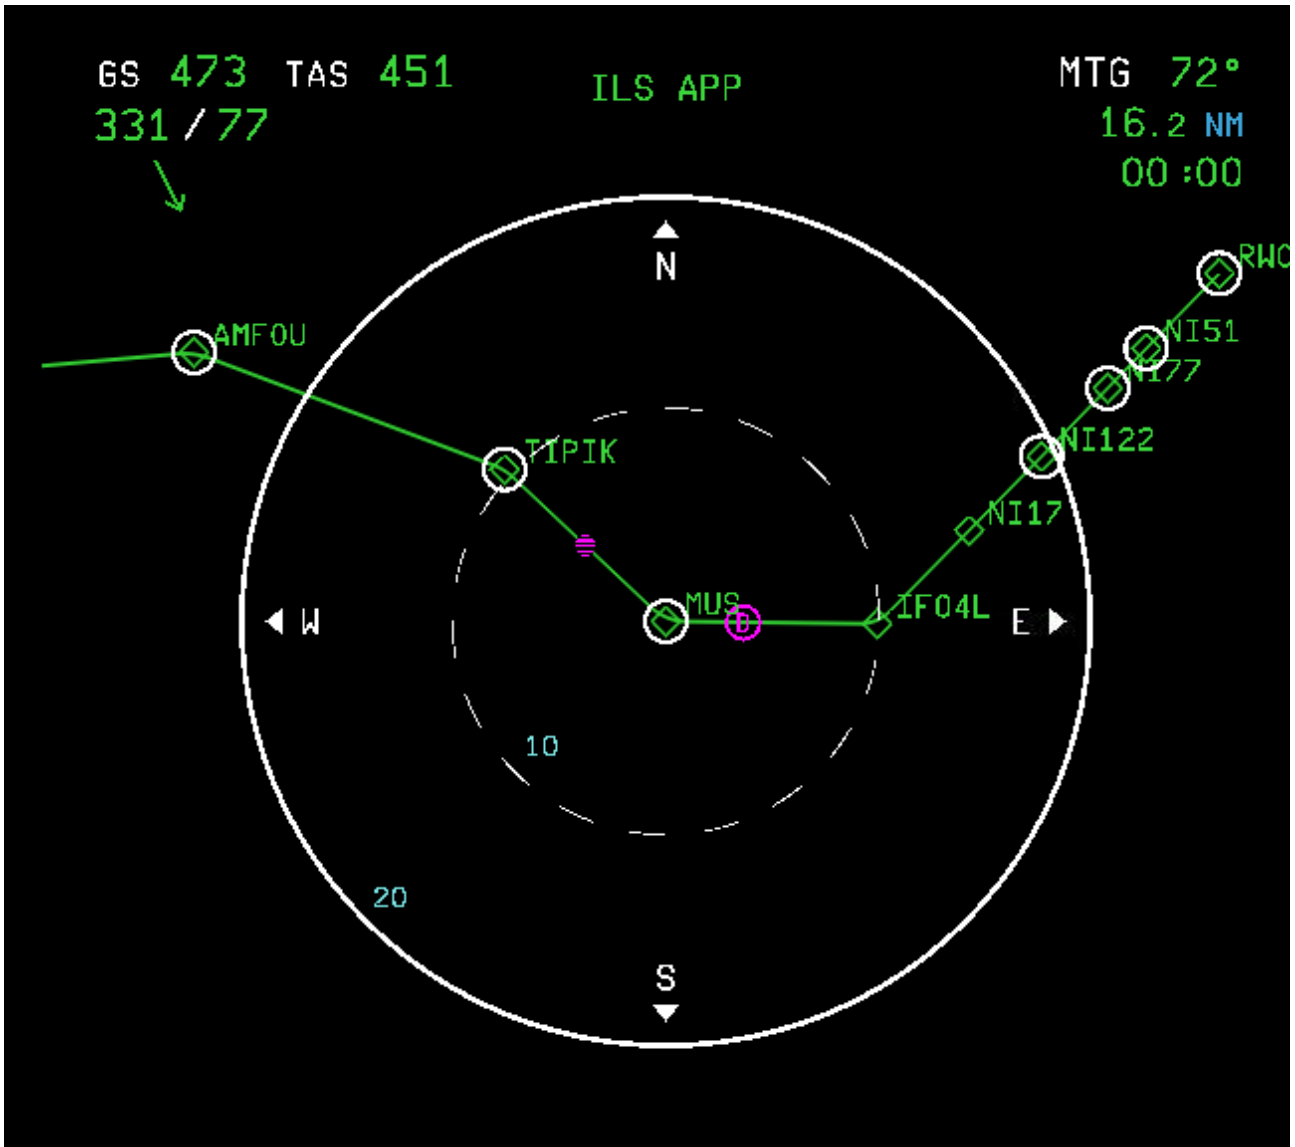 GS 473 TAS 451
331/77
ILS APP
MTG 72°
16.2 NM
00:00
N
RWC
AMFOU
NI51
NI77
TIPIK
NI122
NI17
MUS
D
IF04L
W
E
10
20
S